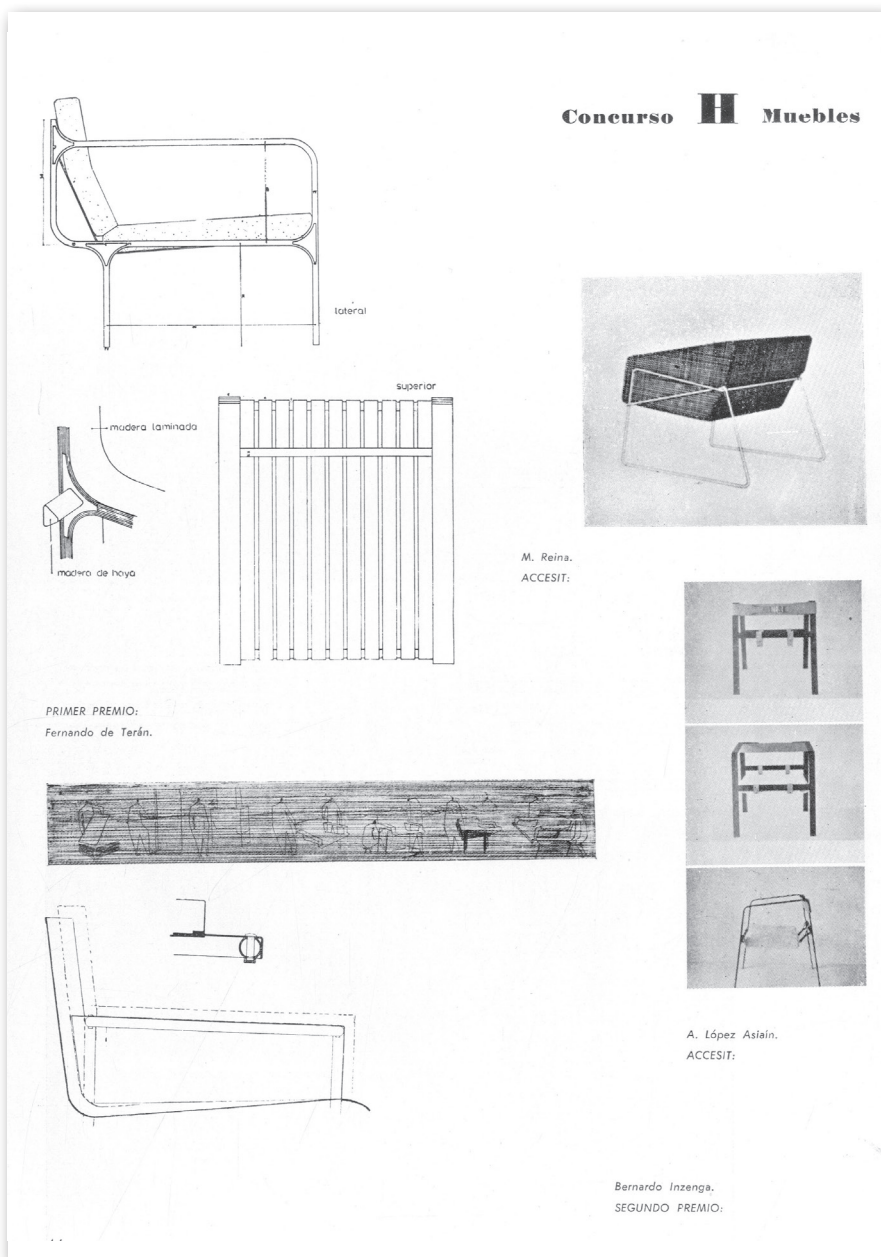 Concurso H Muebles
lateral
superior
madera laminada
madera de haya
M. Reina.
ACCESIT:
PRIMER PREMIO:
Fernando de Terán.
A. López Asiain.
ACCESIT:
Bernardo Inzenga.
SEGUNDO PREMIO: